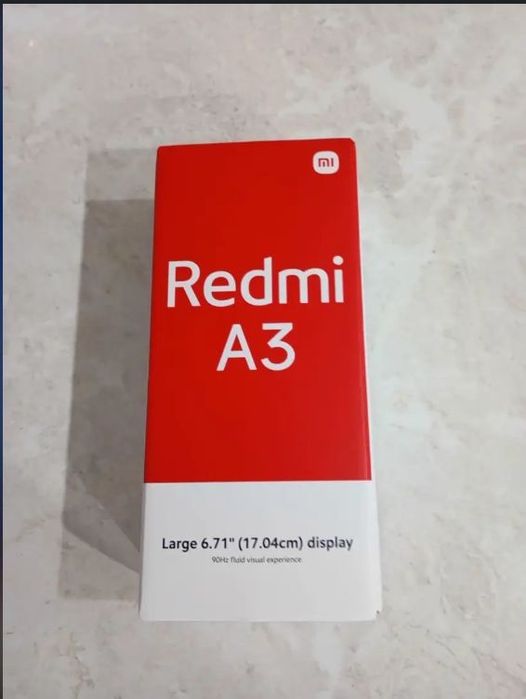 mi
Redmi
A3
Large 6.71" (17.04cm) display
90Hz fluid visual experience